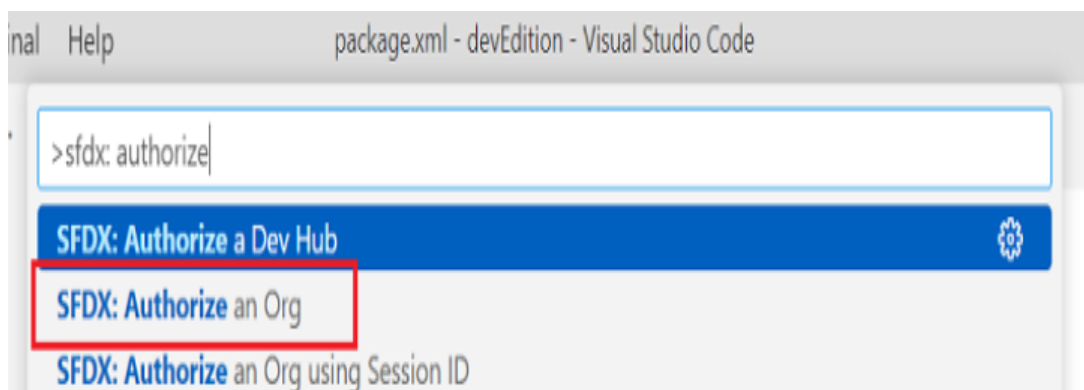 inal Help package.xml - devEdition - Visual Studio Code
>sfdx: authorize
SFDX: Authorize a Dev Hub
SFDX: Authorize an Org
SFDX: Authorize an Org using Session ID